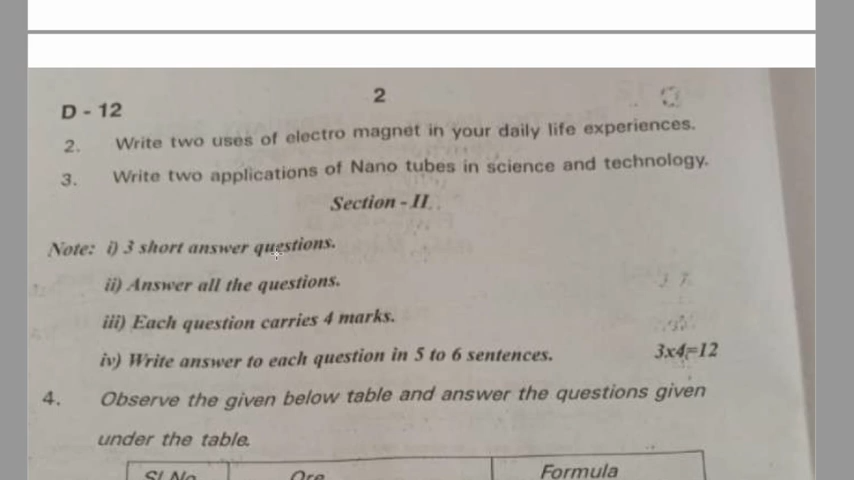 D - 12
2
2. Write two uses of electro magnet in your daily life experiences.
3. Write two applications of Nano tubes in science and technology.
Section - II
Note: i) 3 short answer questions.
ii) Answer all the questions.
iii) Each question carries 4 marks.
iv) Write answer to each question in 5 to 6 sentences. 3x4=12
4. Observe the given below table and answer the questions given
under the table.
Sl.No Ore Formula